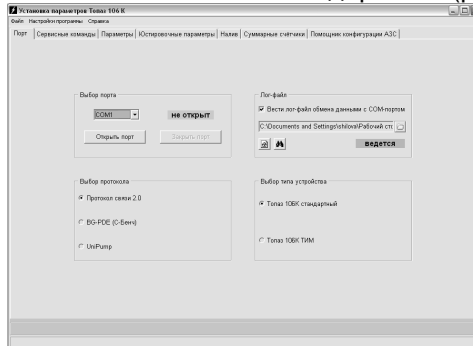 Установка параметров Топаз 106 К
Файл Настройки программы Справка
Порт Сервисные команды Параметры Юстировочные параметры Налив Суммарные счётчики Помощник конфигурации АЗС
Выбор порта
COM1
не открыт
Открыть порт
Закрыть порт
Лог-файл
Вести лог-файл обмена данными с COM-портом
C:\Documents and Settings\shilova\Рабочий сто
ведется
Выбор протокола
Протокол связи 2.0
BG-PDE (С-Бенч)
UniPump
Выбор типа устройства
Топаз 106К стандартный
Топаз 106К ТИМ